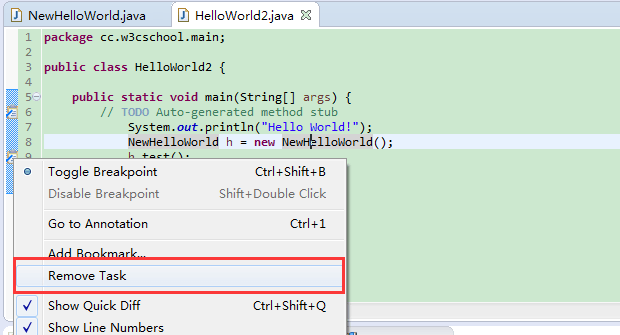 NewHelloWorld.java
HelloWorld2.java
1 package cc.w3cschool.main;
2
3 public class HelloWorld2 {
4
5 public static void main(String[] args) {
6 // TODO Auto-generated method stub
7 System.out.println("Hello World!");
8 NewHelloWorld h = new NewHelloWorld();
9 h.test();
Toggle Breakpoint Ctrl+Shift+B
Disable Breakpoint Shift+Double Click
Go to Annotation Ctrl+1
Add Bookmark...
Remove Task
Show Quick Diff Ctrl+Shift+Q
Show Line Numbers